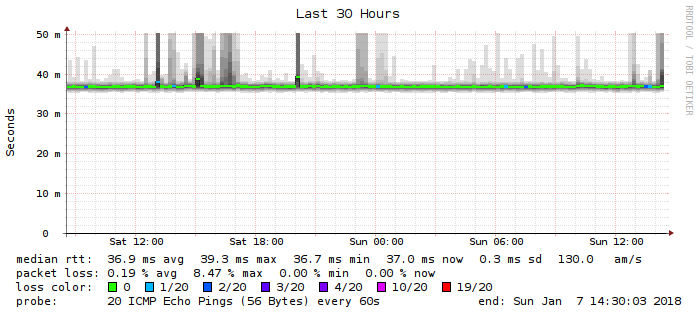 Last 30 Hours
RRDTOOL / TOBI OETIKER
Seconds
50 m
40 m
30 m
20 m
10 m
0
Sat 12:00 Sat 18:00 Sun 00:00 Sun 06:00 Sun 12:00
median rtt: 36.9 ms avg 39.3 ms max 36.7 ms min 37.0 ms now 0.3 ms sd 130.0 am/s
packet loss: 0.19 % avg 8.47 % max 0.00 % min 0.00 % now
loss color: 0 1/20 2/20 3/20 4/20 10/20 19/20
probe: 20 ICMP Echo Pings (56 Bytes) every 60s end: Sun Jan 7 14:30:03 2018